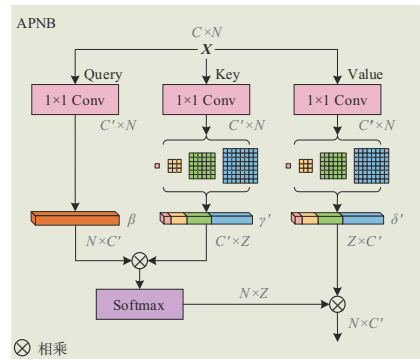 APNB
C×N
X
Query
Key
Value
1×1 Conv
1×1 Conv
1×1 Conv
C′×N
C′×N
C′×N
β
γ′
δ′
N×C′
C′×Z
Z×C′
Softmax
N×Z
N×C′
相乘